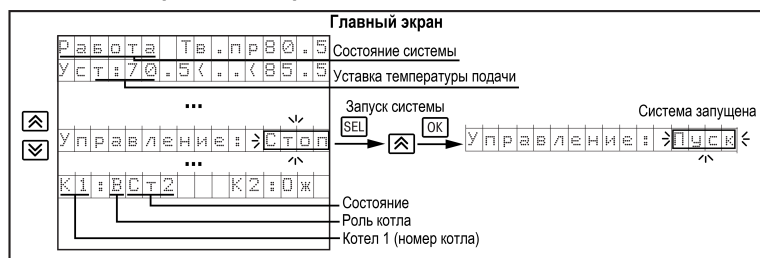 Главный экран
Работа Тв.пр80.5
Состояние системы
Уст:70.5<..<85.5
Уставка температуры подачи
...
Запуск системы
Система запущена
Управление: Стоп
SEL
OK
Управление: Пуск
...
К1:ВСт2 К2:Ож
Состояние
Роль котла
Котел 1 (номер котла)